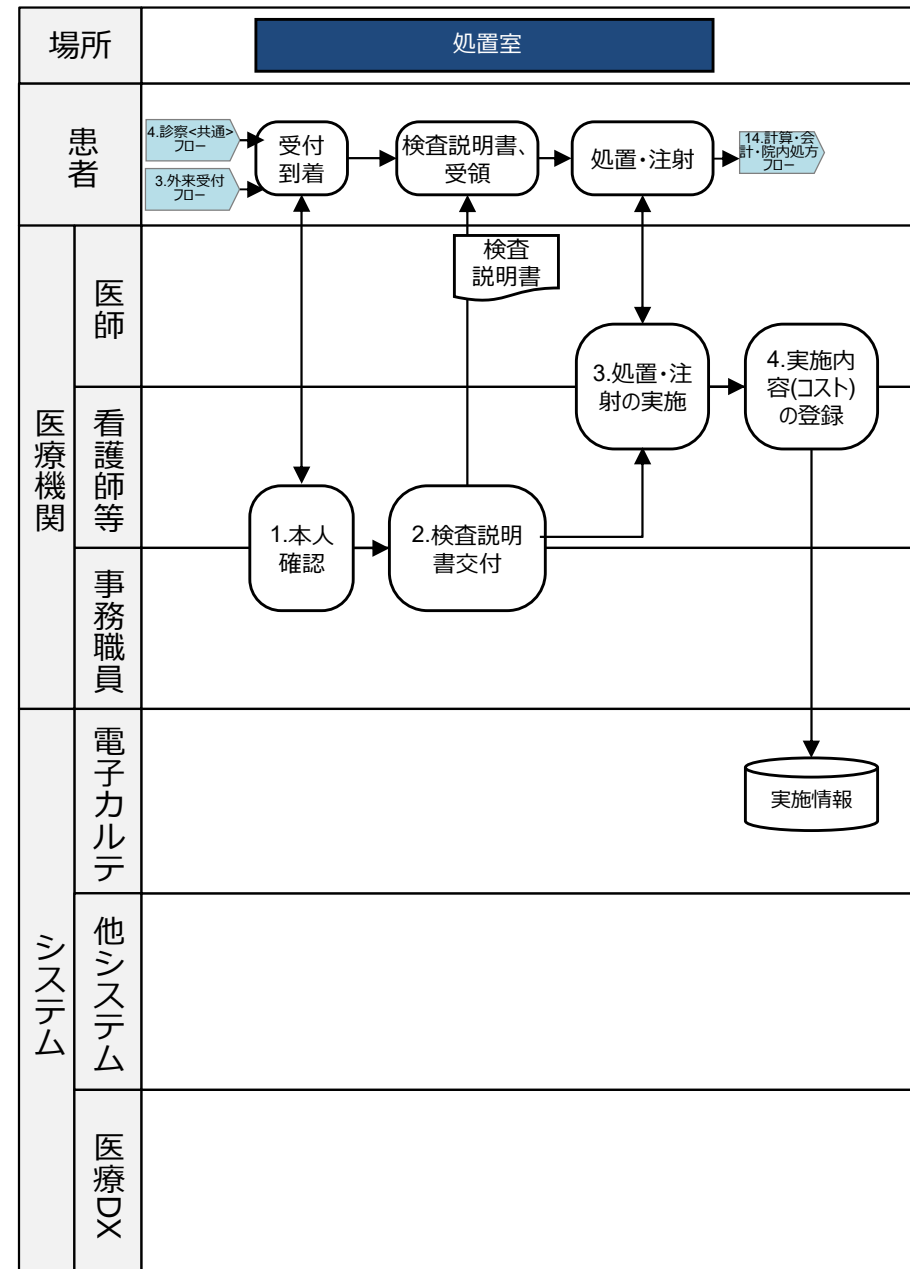 場所
処置室
患者
4.診察<共通>
フロー
3.外来受付
フロー
受付
到着
検査説明書、
受領
処置・注射
14.計算・会
計・院内処方
フロー
医療機関
医師
検査
説明書
3.処置・注
射の実施
4.実施内
容(コスト)
の登録
看護師等
1.本人
確認
2.検査説明
書交付
事務職員
システム
電子カルテ
実施情報
他システム
医療DX